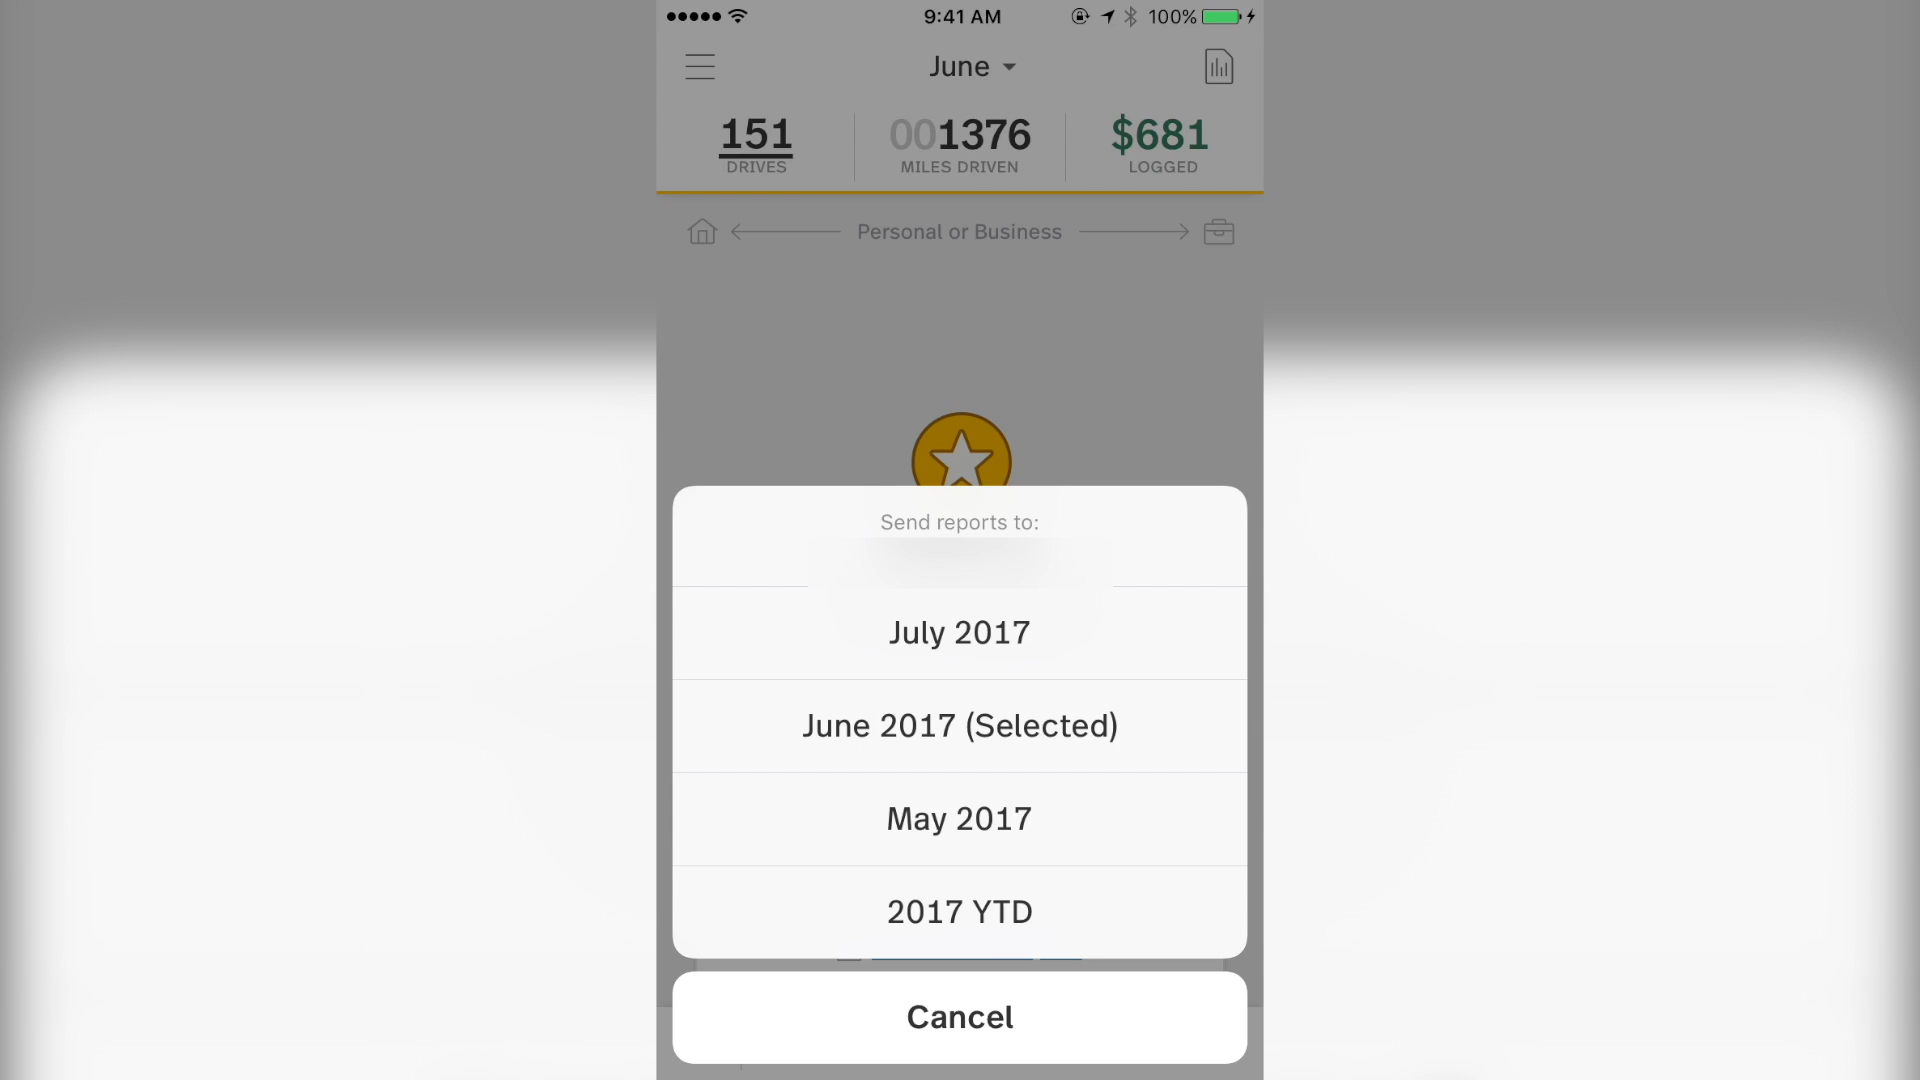 9:41 AM
100%
June
151
001376
$681
DRIVES
MILES DRIVEN
LOGGED
Personal or Business
Send reports to:
July 2017
June 2017 (Selected)
May 2017
2017 YTD
Cancel